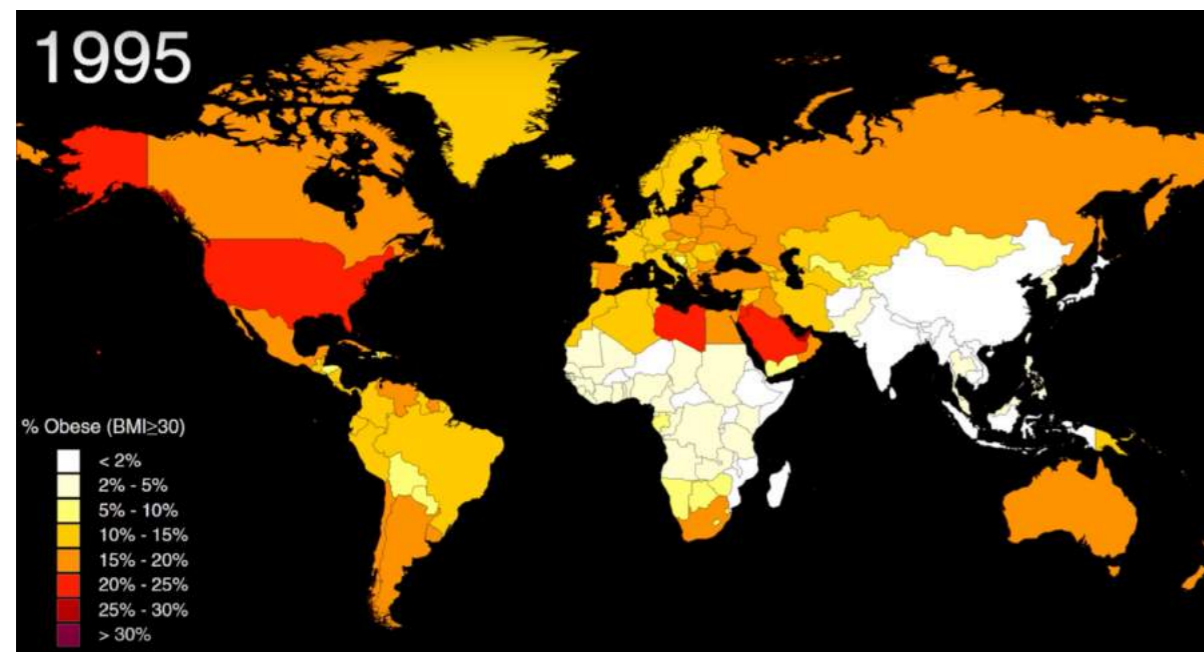 1995
% Obese (BMI≥30)
< 2%
2% - 5%
5% - 10%
10% - 15%
15% - 20%
20% - 25%
25% - 30%
> 30%